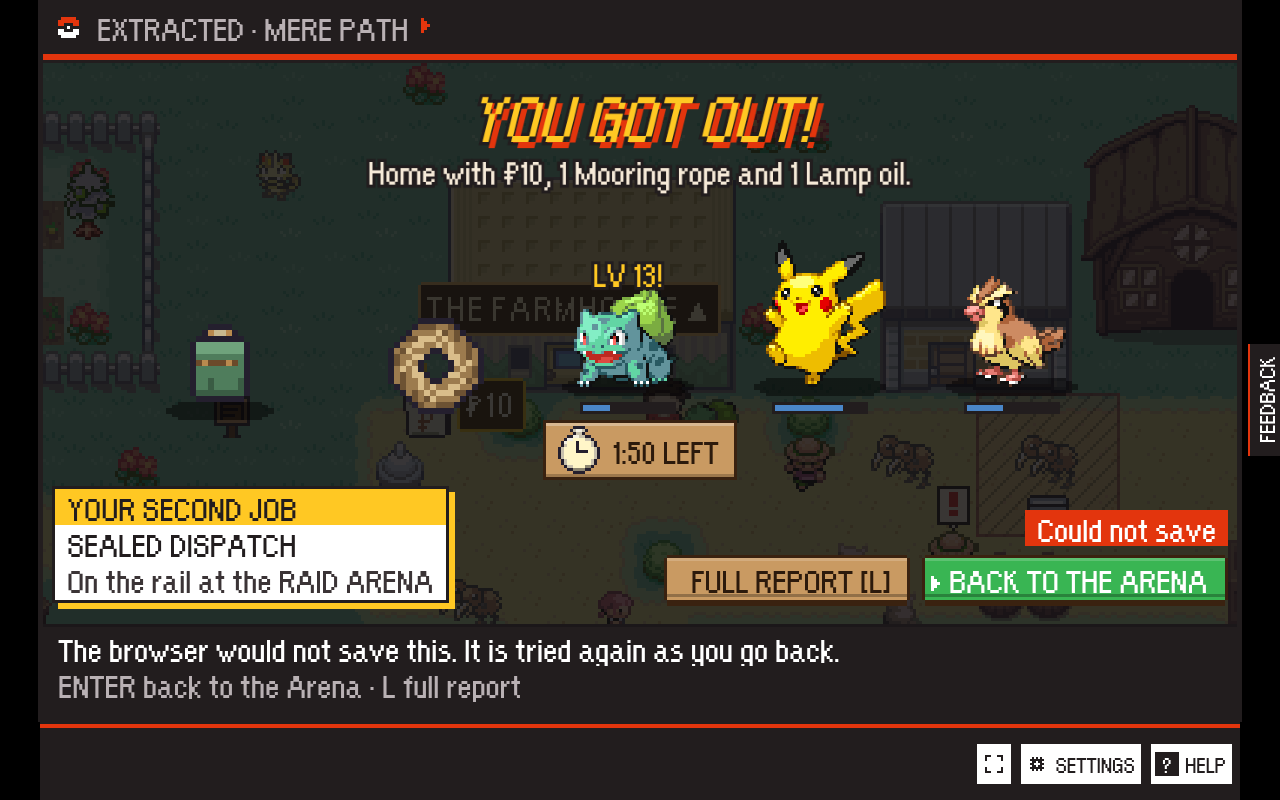 EXTRACTED · MERE PATH
YOU GOT OUT!
Home with ₽10, 1 Mooring rope and 1 Lamp oil.
LV 13!
THE FARMHOUSE ▲
₽10
1:50 LEFT
YOUR SECOND JOB
SEALED DISPATCH
On the rail at the RAID ARENA
Could not save
FULL REPORT [L]
BACK TO THE ARENA
The browser would not save this. It is tried again as you go back.
ENTER back to the Arena · L full report
SETTINGS
? HELP
FEEDBACK